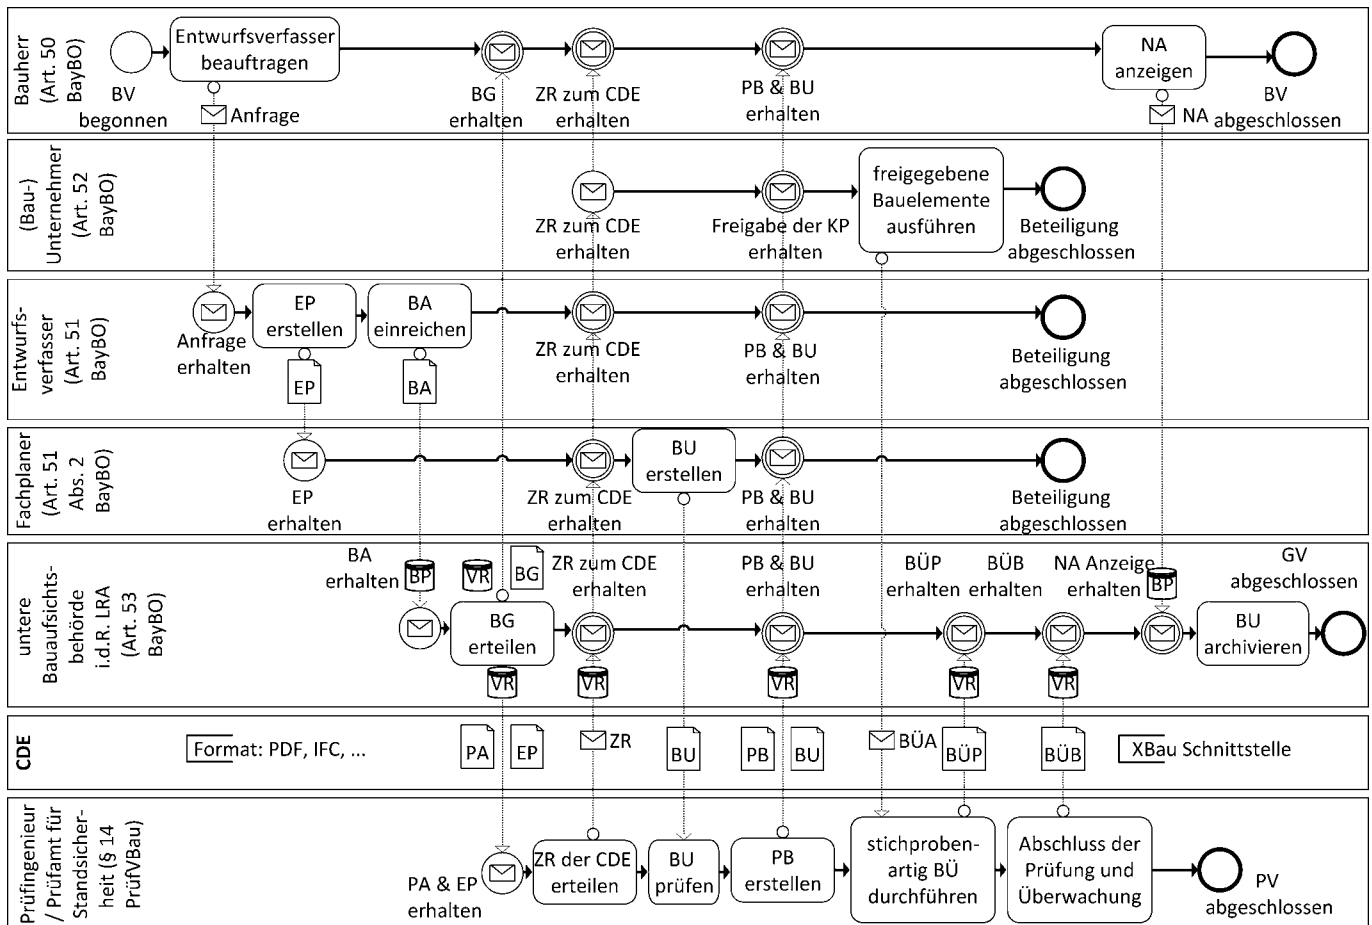 Bauherr
(Art. 50
BayBO)
BV
begonnen
Entwurfsverfasser
beauftragen
Anfrage
BG
erhalten
ZR zum CDE
erhalten
PB & BU
erhalten
NA
anzeigen
NA
BV
abgeschlossen
(Bau-)
Unternehmer
(Art. 52
BayBO)
ZR zum CDE
erhalten
Freigabe der KP
erhalten
freigegebene
Bauelemente
ausführen
Beteiligung
abgeschlossen
Entwurfs-
verfasser
(Art. 51
BayBO)
Anfrage
erhalten
EP
erstellen
EP
BA
einreichen
BA
ZR zum CDE
erhalten
PB & BU
erhalten
Beteiligung
abgeschlossen
Fachplaner
(Art. 51
Abs. 2
BayBO)
EP
erhalten
ZR zum CDE
erhalten
BU
erstellen
PB & BU
erhalten
Beteiligung
abgeschlossen
untere
Bauaufsichts-
behörde
i.d.R. LRA
(Art. 53
BayBO)
BA
erhalten
BP
VR
BG
BG
erteilen
VR
ZR zum CDE
erhalten
VR
PB & BU
erhalten
VR
BÜP
erhalten
VR
BÜB
erhalten
VR
NA Anzeige
erhalten
BP
BU
archivieren
GV
abgeschlossen
CDE
Format: PDF, IFC, ...
PA
EP
ZR
BU
PB
BU
BÜA
BÜP
BÜB
XBau Schnittstelle
Prüfingenieur
/ Prüfamt für
Standsicher-
heit (§ 14
PrüfVBau)
PA & EP
erhalten
ZR der CDE
erteilen
BU
prüfen
PB
erstellen
stichproben-
artig BÜ
durchführen
Abschluss der
Prüfung und
Überwachung
PV
abgeschlossen